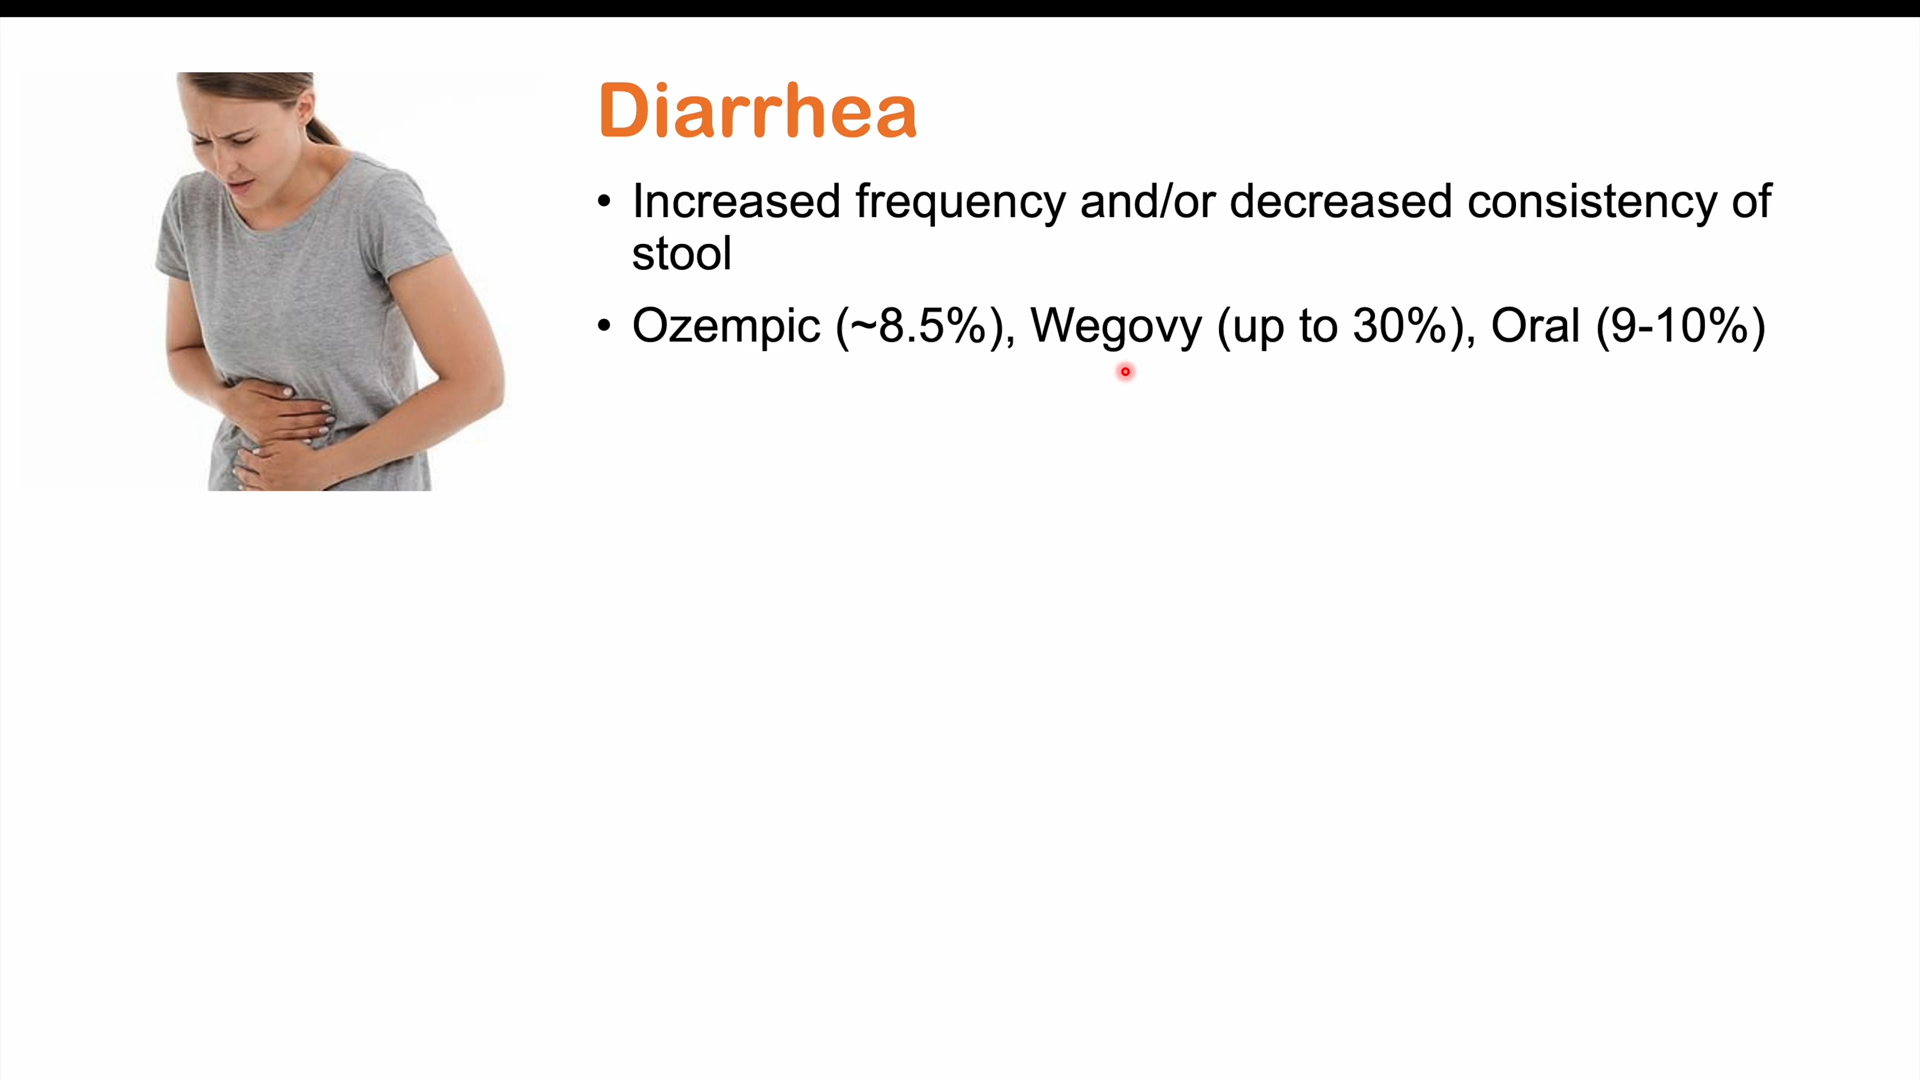 Diarrhea
• Increased frequency and/or decreased consistency of
stool
• Ozempic (~8.5%), Wegovy (up to 30%), Oral (9-10%)